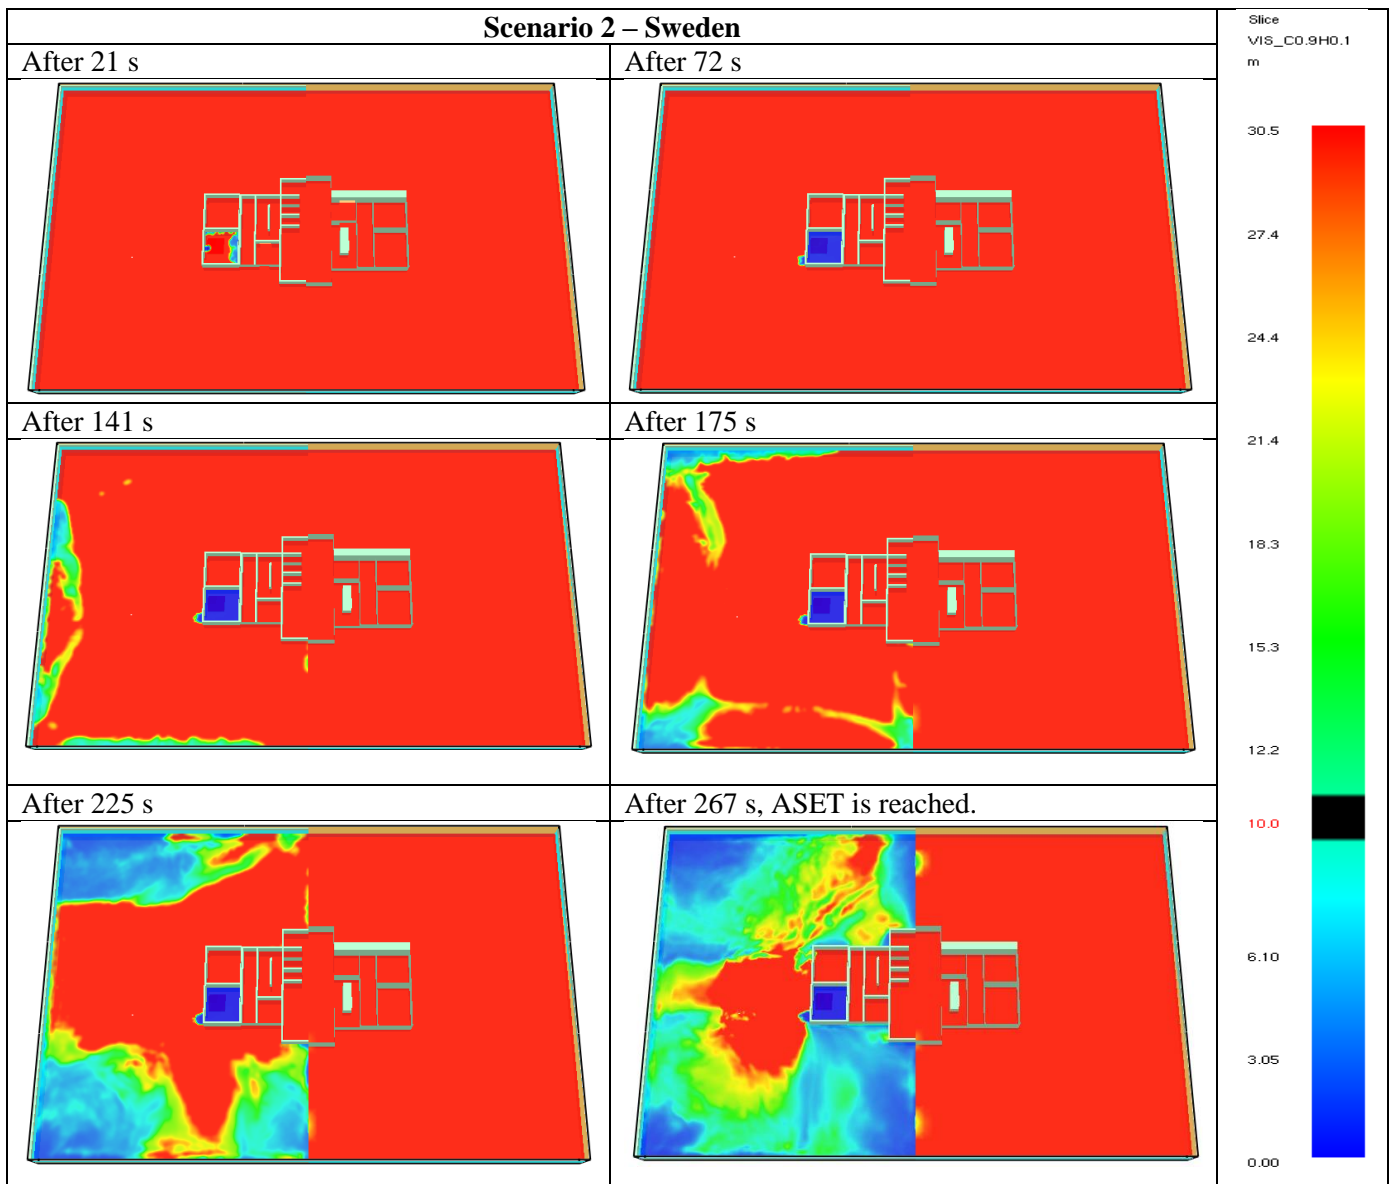 Scenario 2 – Sweden
After 21 s
After 72 s
After 141 s
After 175 s
After 225 s
After 267 s, ASET is reached.
Slice
VIS_C0.9H0.1
m
30.5
27.4
24.4
21.4
18.3
15.3
12.2
10.0
6.10
3.05
0.00